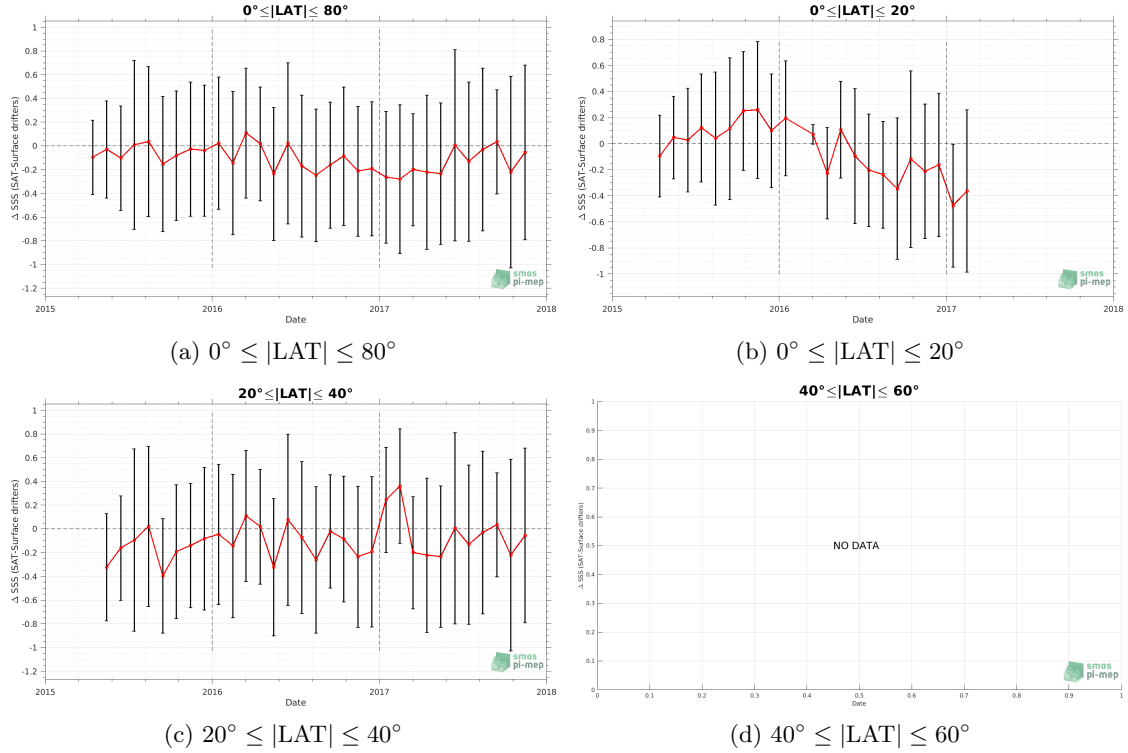 0°≤|LAT|≤ 80°
1
0.8
0.6
0.4
0.2
0
-0.2
-0.4
-0.6
-0.8
-1
-1.2
Δ SSS (SAT-Surface drifters)
2015
2016
2017
2018
Date
smos
pi-mep
(a) 0° ≤ |LAT| ≤ 80°
0°≤|LAT|≤ 20°
0.8
0.6
0.4
0.2
0
-0.2
-0.4
-0.6
-0.8
-1
Δ SSS (SAT-Surface drifters)
2015
2016
2017
2018
Date
smos
pi-mep
(b) 0° ≤ |LAT| ≤ 20°
20°≤|LAT|≤ 40°
1
0.8
0.6
0.4
0.2
0
-0.2
-0.4
-0.6
-0.8
-1
-1.2
Δ SSS (SAT-Surface drifters)
2015
2016
2017
2018
Date
smos
pi-mep
(c) 20° ≤ |LAT| ≤ 40°
40°≤|LAT|≤ 60°
1
0.9
0.8
0.7
0.6
0.5
0.4
0.3
0.2
0.1
0
Δ SSS (SAT-Surface drifters)
NO DATA
0
0.1
0.2
0.3
0.4
0.5
0.6
0.7
0.8
0.9
1
Date
smos
pi-mep
(d) 40° ≤ |LAT| ≤ 60°